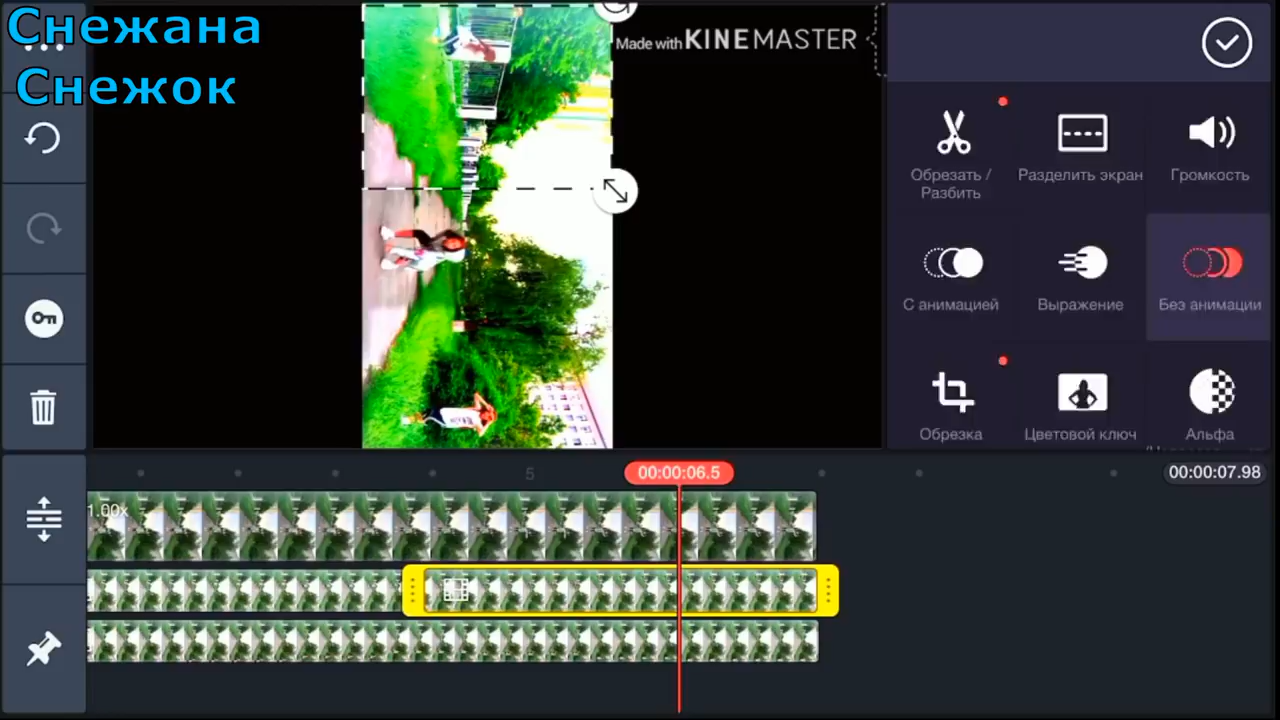 Снежана
Снежок
Made with KINEMASTER
Обрезать /
Разбить
Разделить экран
Громкость
С анимацией
Выражение
Без анимации
Обрезка
Цветовой ключ
Альфа
5
00:00:06.5
00:00:07.98
1.00x